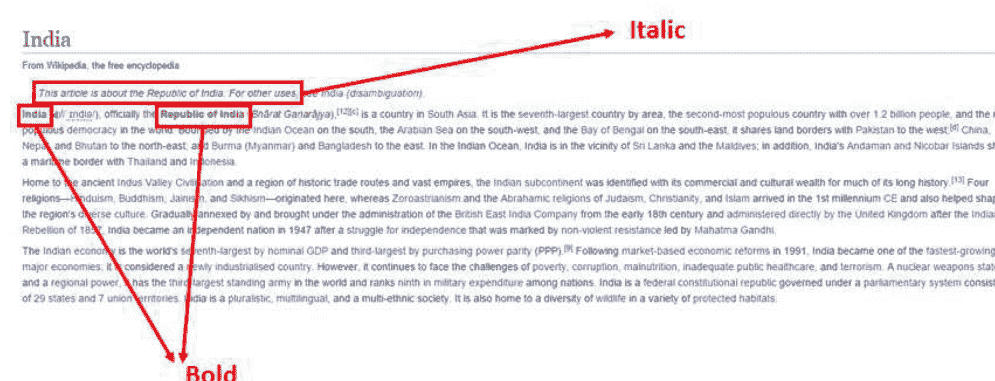 India
Italic
From Wikipedia, the free encyclopedia
This article is about the Republic of India. For other uses, see India (disambiguation).
India officially the Republic of India Bhārat Gaṇarājya),[12][c] is a country in South Asia. It is the seventh-largest country by area, the second-most populous country with over 1.2 billion people, and the
populous democracy in the world. Bounded by the Indian Ocean on the south, the Arabian Sea on the south-west, and the Bay of Bengal on the south-east, it shares land borders with Pakistan to the west;[d] China,
Nepal, and Bhutan to the north-east; and Burma (Myanmar) and Bangladesh to the east. In the Indian Ocean, India is in the vicinity of Sri Lanka and the Maldives; in addition, India's Andaman and Nicobar Islands
a maritime border with Thailand and Indonesia.
Home to the ancient Indus Valley Civilisation and a region of historic trade routes and vast empires, the Indian subcontinent was identified with its commercial and cultural wealth for much of its long history.[13] Four
religions—Hinduism, Buddhism, Jainism, and Sikhism—originated here, whereas Zoroastrianism and the Abrahamic religions of Judaism, Christianity, and Islam arrived in the 1st millennium CE and also helped
the region's diverse culture. Gradually annexed by and brought under the administration of the British East India Company from the early 18th century and administered directly by the United Kingdom after the
Rebellion of 1857, India became an independent nation in 1947 after a struggle for independence that was marked by non-violent resistance led by Mahatma Gandhi.
The Indian economy is the world's seventh-largest by nominal GDP and third-largest by purchasing power parity (PPP).[9] Following market-based economic reforms in 1991, India became one of the fastest-growing
major economies; it is considered a newly industrialised country. However, it continues to face the challenges of poverty, corruption, malnutrition, inadequate public healthcare, and terrorism. A nuclear weapons
and a regional power, it has the third-largest standing army in the world and ranks ninth in military expenditure among nations. India is a federal constitutional republic governed under a parliamentary system
of 29 states and 7 union territories. India is a pluralistic, multilingual, and a multi-ethnic society. It is also home to a diversity of wildlife in a variety of protected habitats.
Bold